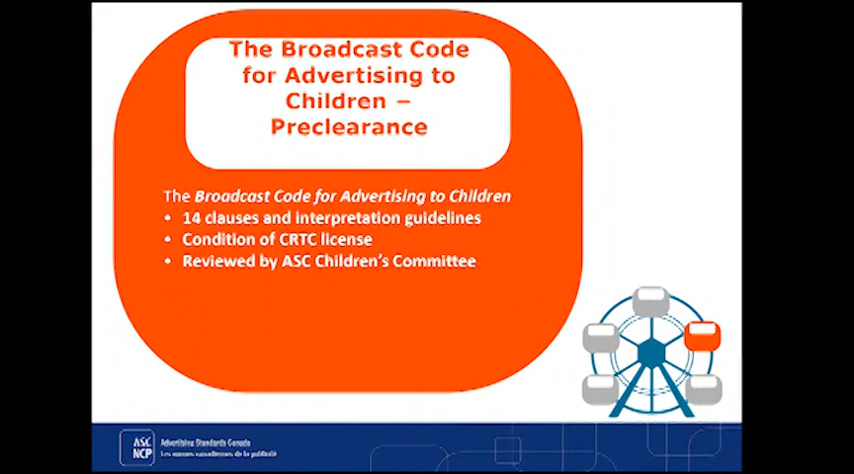 The Broadcast Code
for Advertising to
Children –
Preclearance
The Broadcast Code for Advertising to Children
• 14 clauses and interpretation guidelines
• Condition of CRTC license
• Reviewed by ASC Children's Committee
ASC
NCP
Advertising Standards Canada
Les normes canadiennes de la publicité